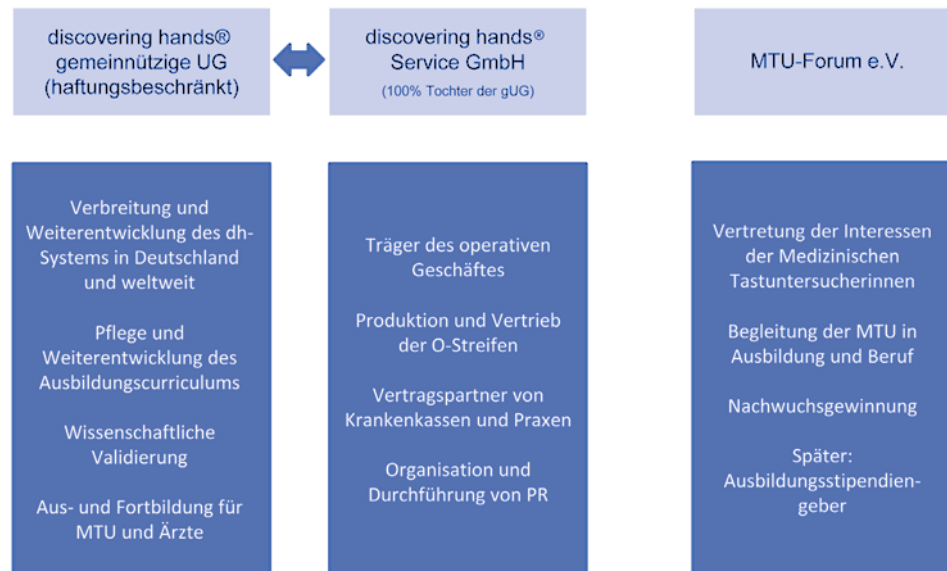 discovering hands®
gemeinnützige UG
(haftungsbeschränkt)
discovering hands®
Service GmbH
(100% Tochter der gUG)
MTU-Forum e.V.
Verbreitung und
Weiterentwicklung des dh-
Systems in Deutschland
und weltweit
Pflege und
Weiterentwicklung des
Ausbildungscurriculums
Wissenschaftliche
Validierung
Aus- und Fortbildung für
MTU und Ärzte
Träger des operativen
Geschäftes
Produktion und Vertrieb
der O-Streifen
Vertragspartner von
Krankenkassen und Praxen
Organisation und
Durchführung von PR
Vertretung der Interessen
der Medizinischen
Tastuntersucherinnen
Begleitung der MTU in
Ausbildung und Beruf
Nachwuchsgewinnung
Später:
Ausbildungsstipendien-
geber